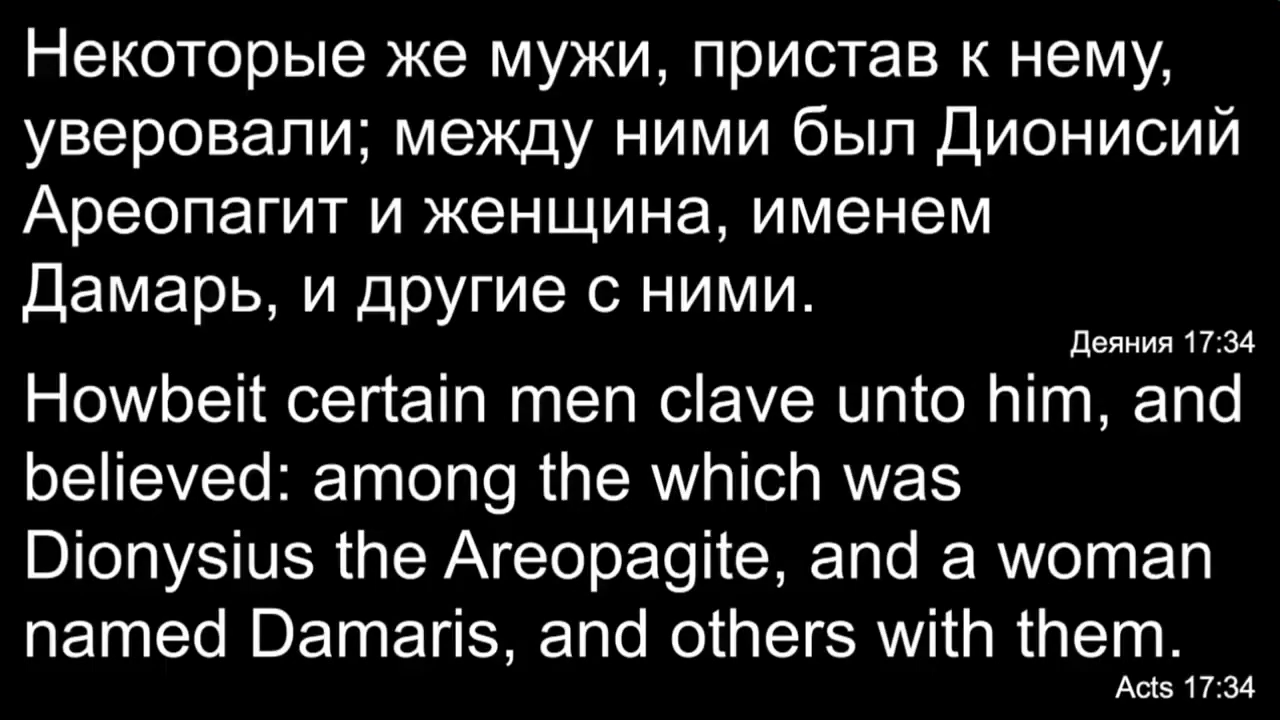 Некоторые же мужи, пристав к нему,
уверовали; между ними был Дионисий
Ареопагит и женщина, именем
Дамарь, и другие с ними.
Деяния 17:34
Howbeit certain men clave unto him, and
believed: among the which was
Dionysius the Areopagite, and a woman
named Damaris, and others with them.
Acts 17:34